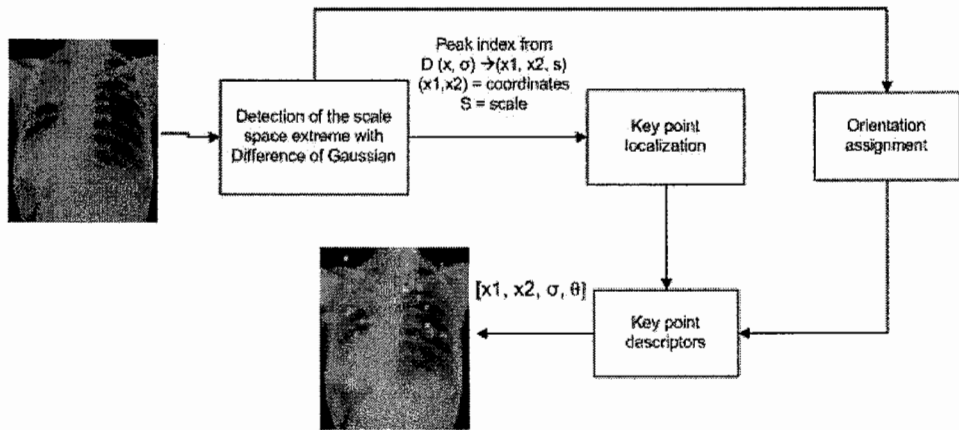 Peak index from
D (x, σ) →(x1, x2, s)
(x1,x2) = coordinates
S = scale
Detection of the scale
space extreme with
Difference of Gaussian
Key point
localization
Orientation
assignment
[x1, x2, σ, θ]
Key point
descriptors